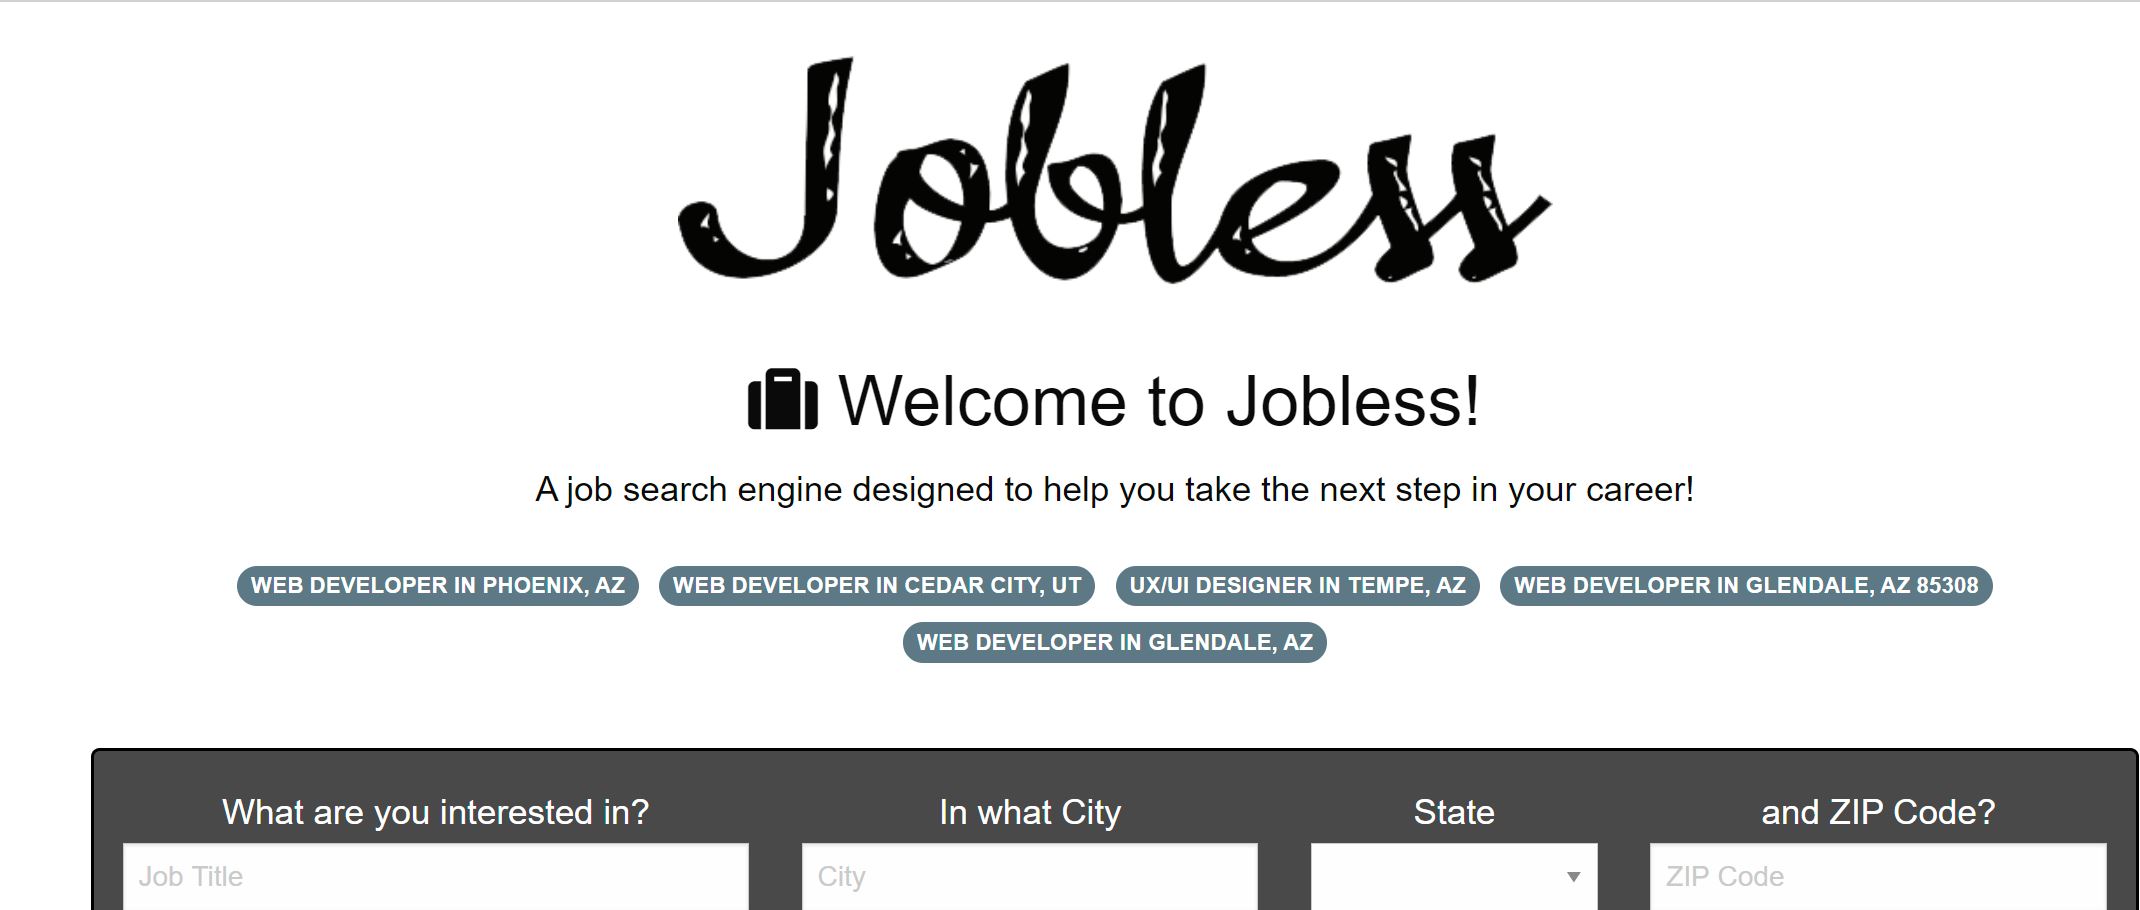 Jobless
Welcome to Jobless!
A job search engine designed to help you take the next step in your career!
WEB DEVELOPER IN PHOENIX, AZ WEB DEVELOPER IN CEDAR CITY, UT UX/UI DESIGNER IN TEMPE, AZ WEB DEVELOPER IN GLENDALE, AZ 85308
WEB DEVELOPER IN GLENDALE, AZ
What are you interested in? In what City State and ZIP Code?
Job Title City ZIP Code